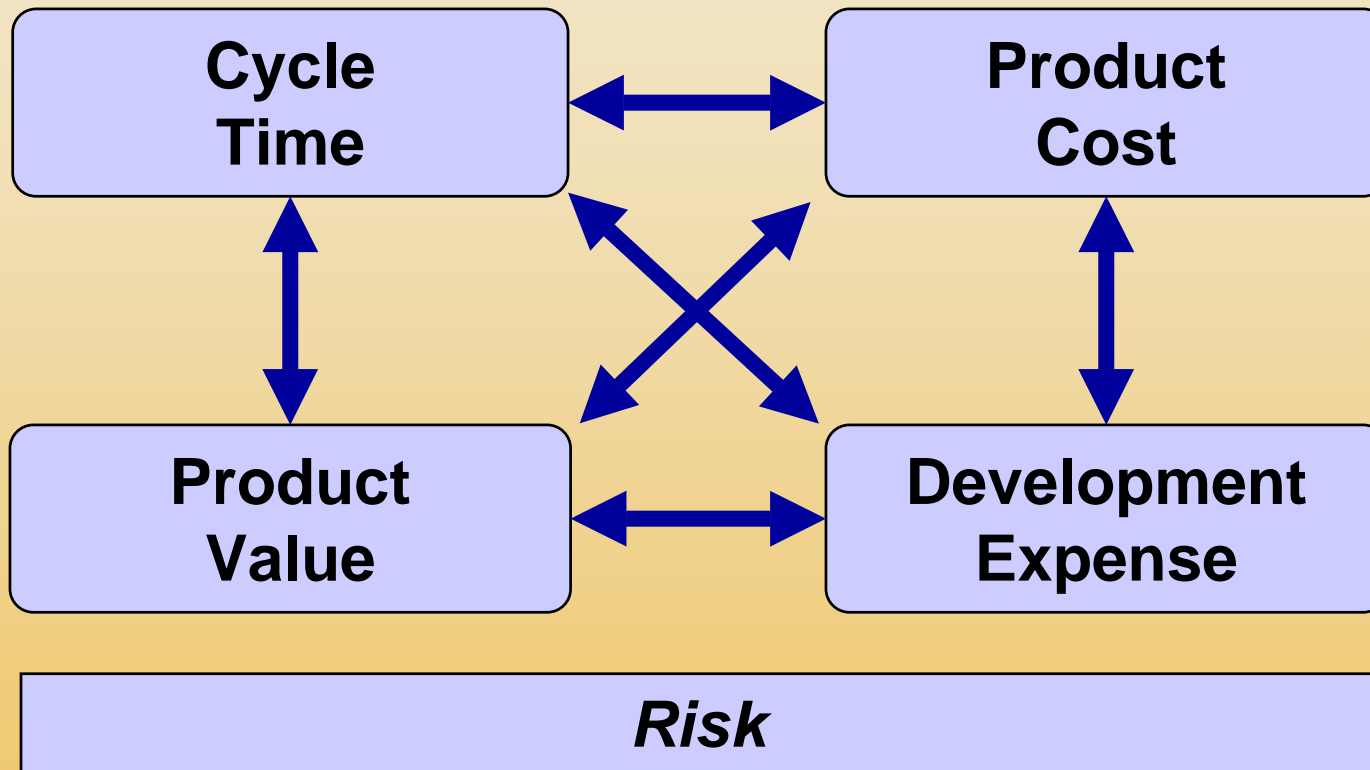 Cycle
Time
Product
Cost
Product
Value
Development
Expense
Risk